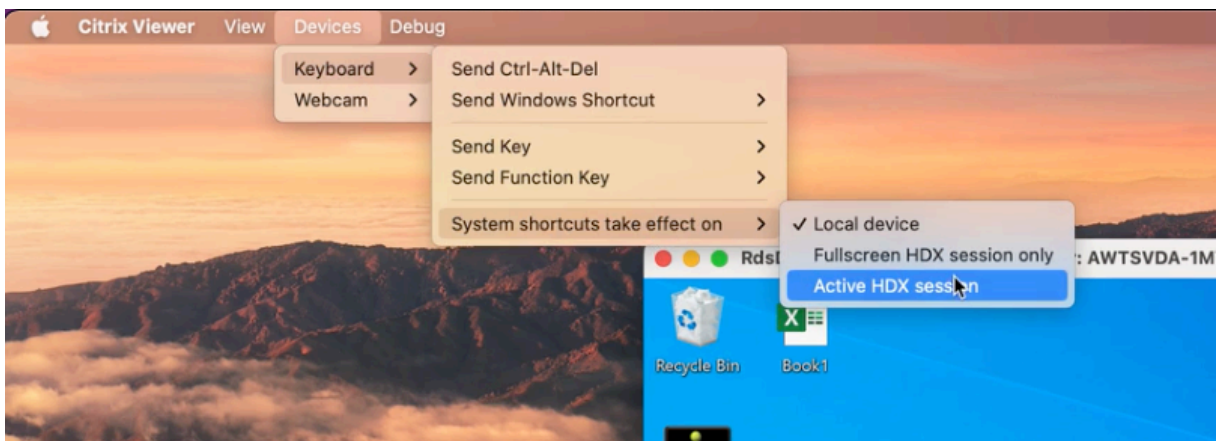 Citrix Viewer View Devices Debug
Keyboard
Webcam
Send Ctrl-Alt-Del
Send Windows Shortcut
Send Key
Send Function Key
System shortcuts take effect on
✓ Local device
Fullscreen HDX session only
Active HDX session
: AWTSVDA-1M
Recycle Bin
Book1